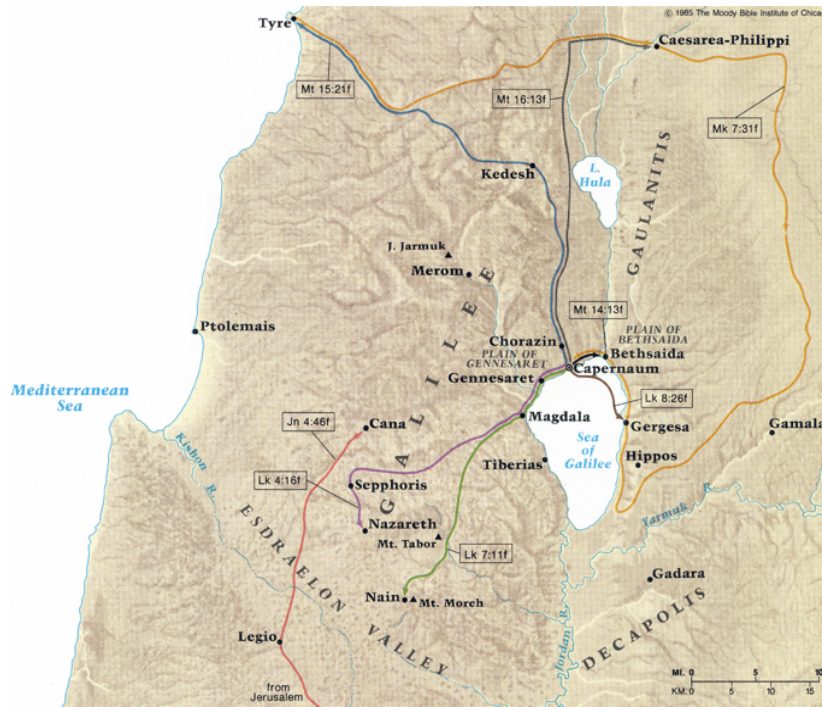 © 1985 The Moody Bible Institute of Chica
Tyre
Caesarea-Philippi
Mt 15:21f
Mt 16:13f
Mk 7:31f
Kedesh
L.
Hula
GAULANITIS
J. Jarmuk
Merom
GALILEE
Mt 14:13f
Ptolemais
Chorazin
PLAIN OF
BETHSAIDA
PLAIN OF
GENNESARET
Bethsaida
Capernaum
Gennesaret
Mediterranean
Sea
Lk 8:26f
Jn 4:46f
Cana
Magdala
Gergesa
Gamala
Kishon R.
Sea
of
Galilee
Lk 4:16f
Tiberias
Hippos
Sepphoris
Yarmuk R.
Nazareth
Mt. Tabor
ESDRAELON VALLEY
Lk 7:11f
Gadara
Nain
Mt. Moreh
Jordan R.
DECAPOLIS
Legio
from
Jerusalem
MI. 0 5 10
KM. 0 5 10 15